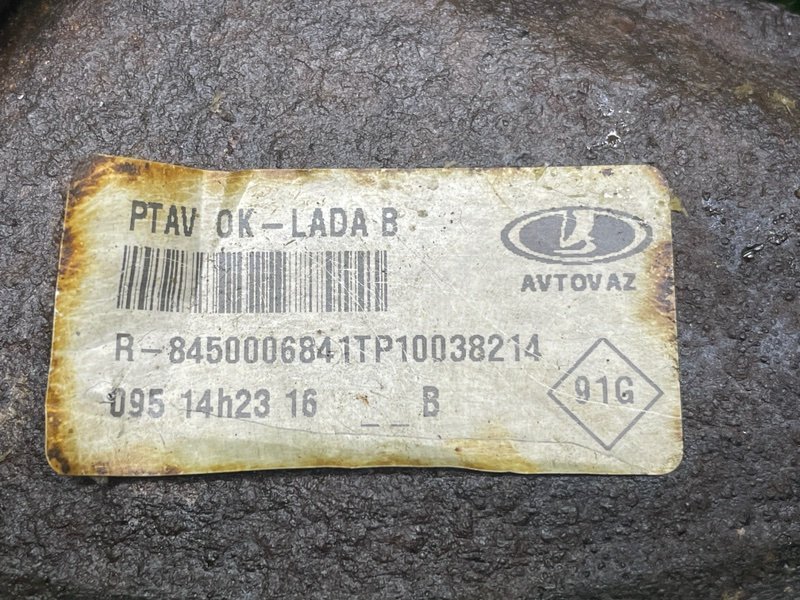 PTAV OK-LADA B
AVTOVAZ
R-8450006841TP10038214
095 14h23 16 _ _ B
91G